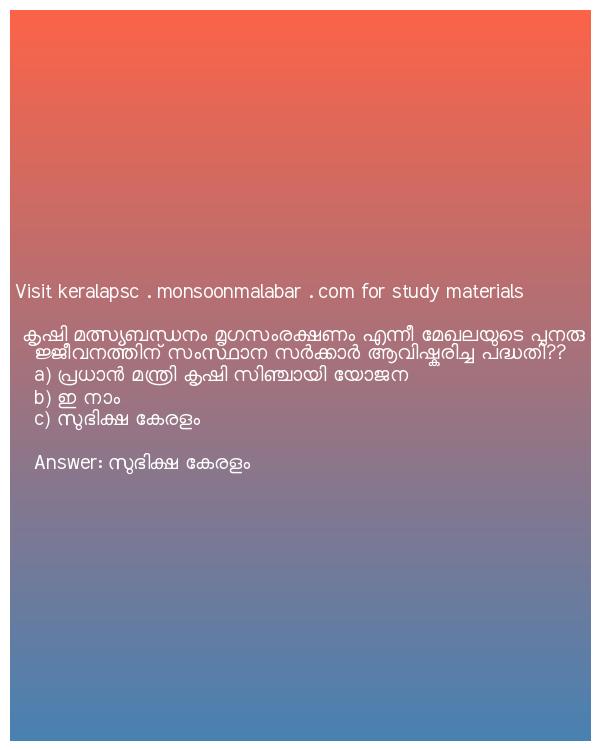 Visit keralapsc . monsoonmalabar . com for study materials
കൃഷി മത്സ്യബന്ധനം മൃഗസംരക്ഷണം എന്നീ മേഖലയുടെ പുനരു
ജ്ജീവനത്തിന് സംസ്ഥാന സർക്കാർ ആവിഷ്കരിച്ച പദ്ധതി??
a) പ്രധാൻ മന്ത്രി കൃഷി സിഞ്ചായി യോജന
b) ഇ നാം
c) സുഭിക്ഷ കേരളം
Answer: സുഭിക്ഷ കേരളം